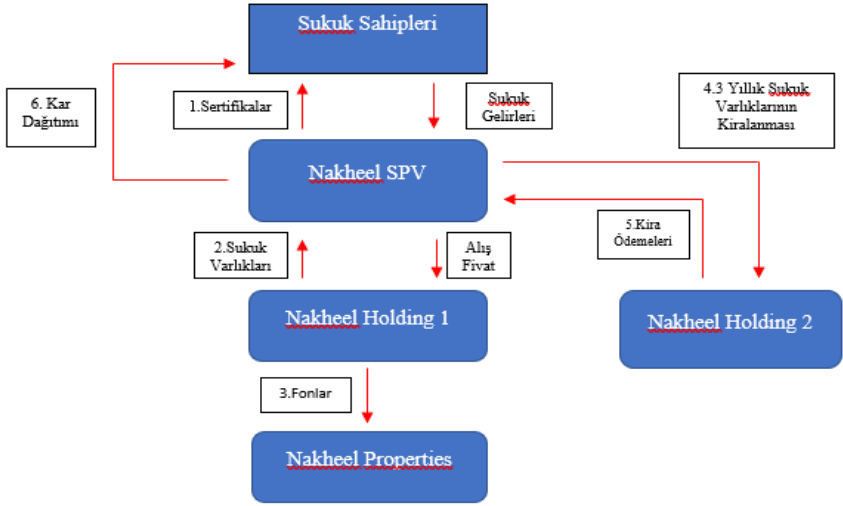 Sukuk Sahipleri
6. Kar
Dağıtımı
1.Sertifikalar
Sukuk
Gelirleri
4.3 Yıllık Sukuk
Varlıklarının
Kiralanması
Nakheel SPV
2.Sukuk
Varlıkları
Alış
Fivat
5.Kira
Ödemeleri
Nakheel Holding 1
Nakheel Holding 2
3.Fonlar
Nakheel Properties